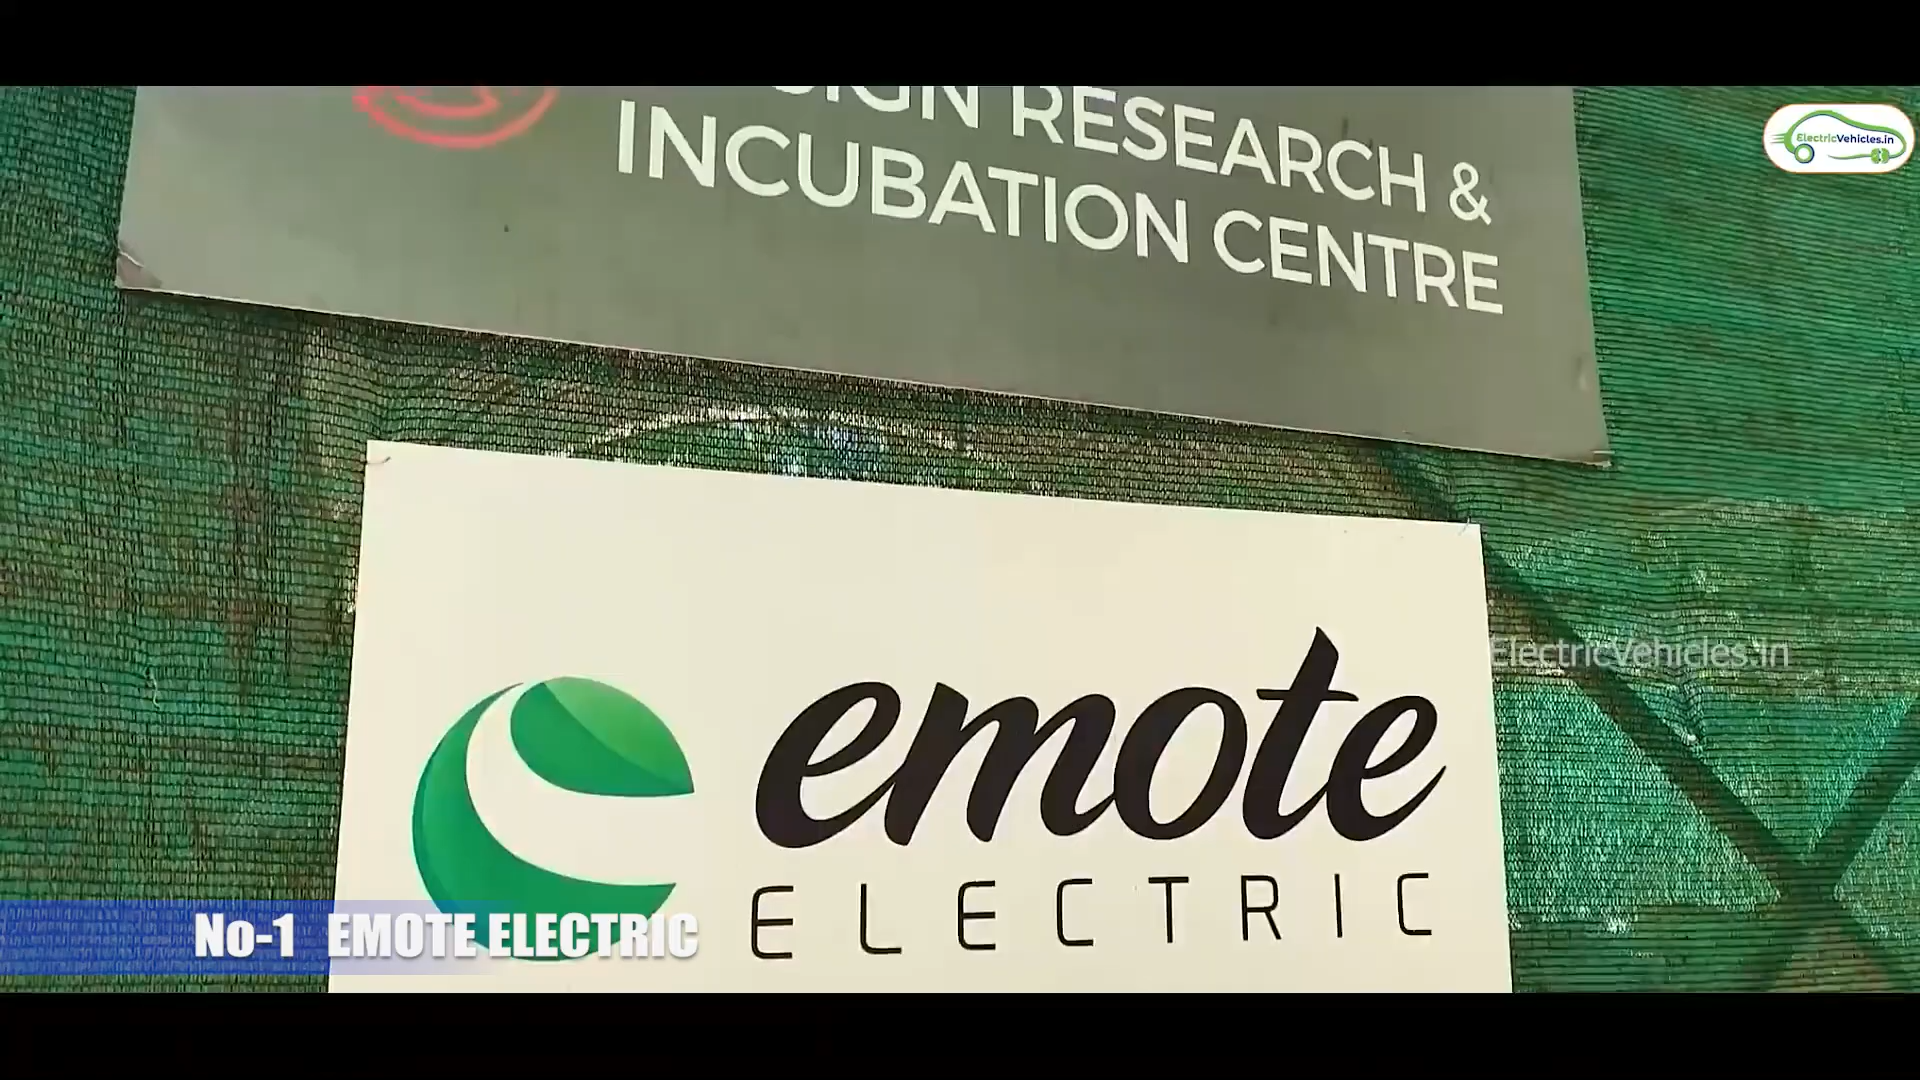 RESEARCH &
INCUBATION CENTRE
ElectricVehicles.in
ElectricVehicles.in
emote
ELECTRIC
No-1 EMOTE ELECTRIC